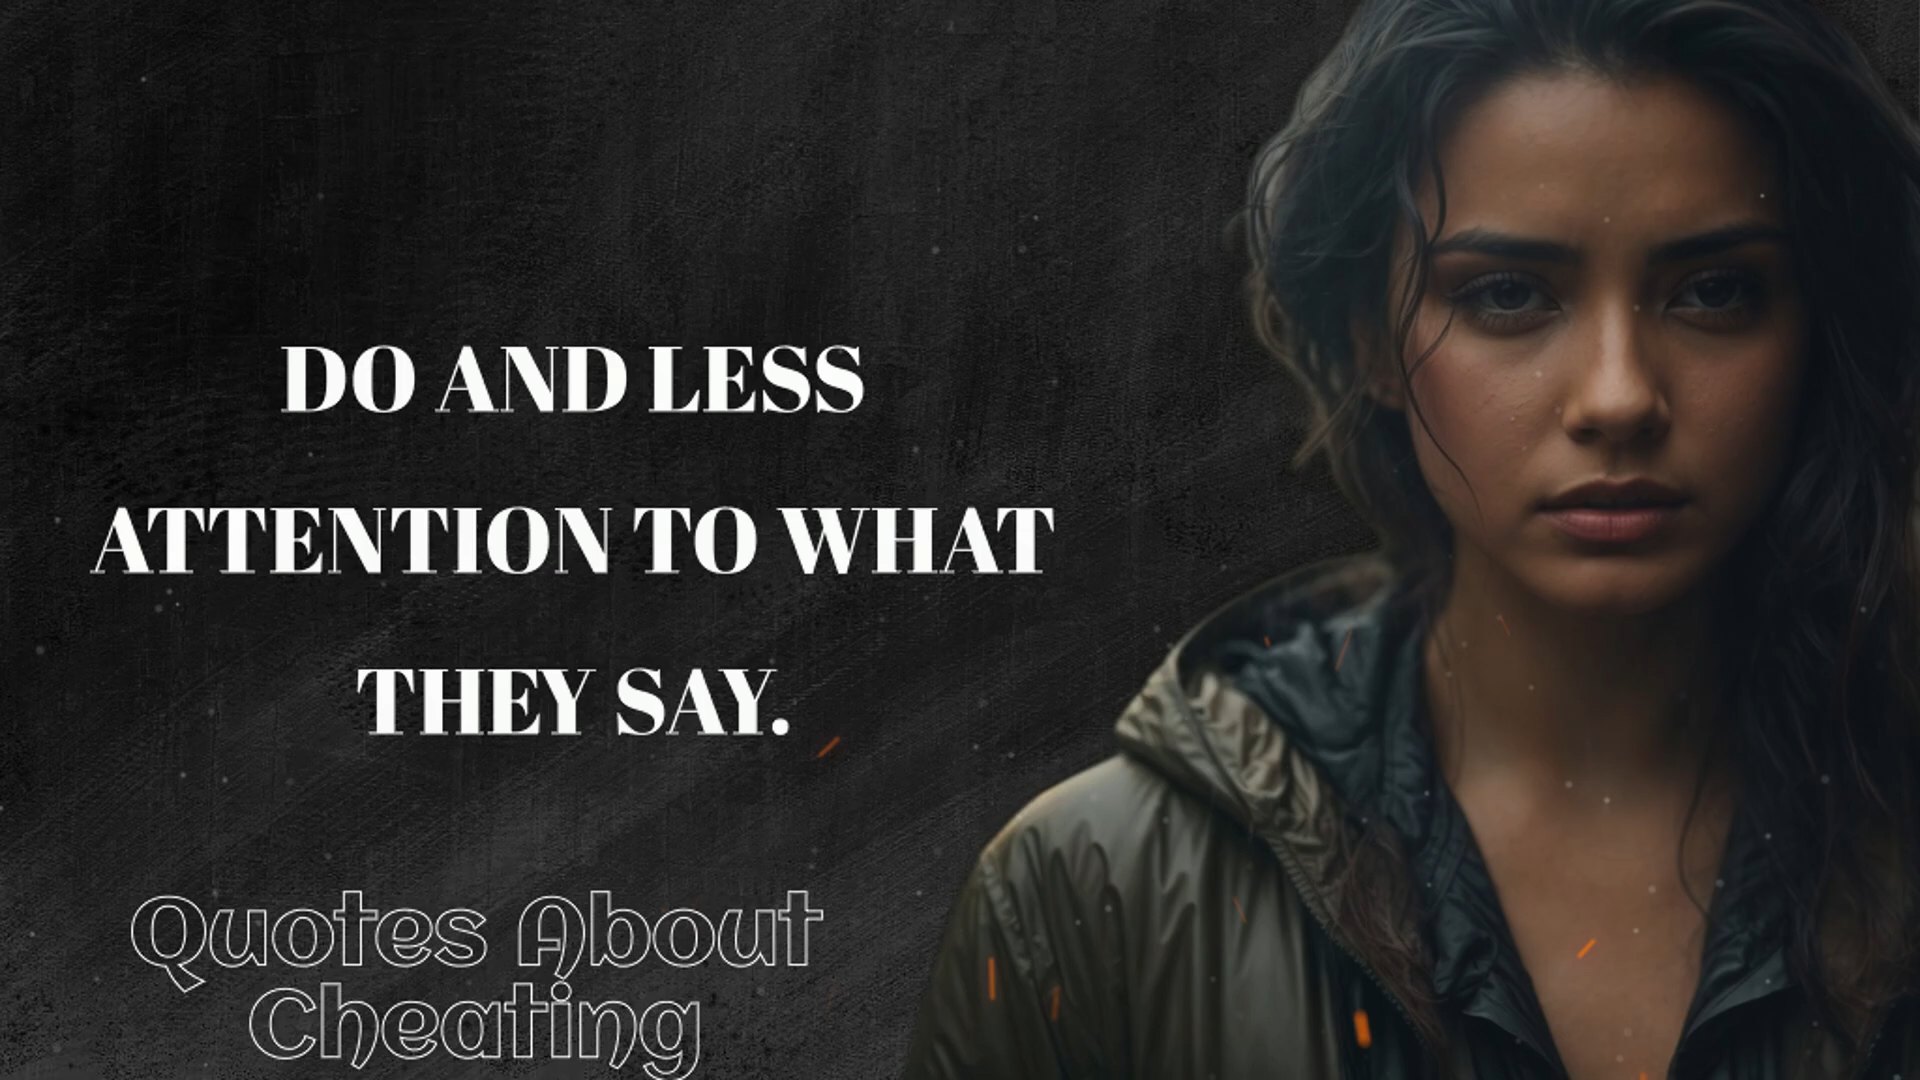 DO AND LESS
ATTENTION TO WHAT
THEY SAY.
Quotes About
Cheating